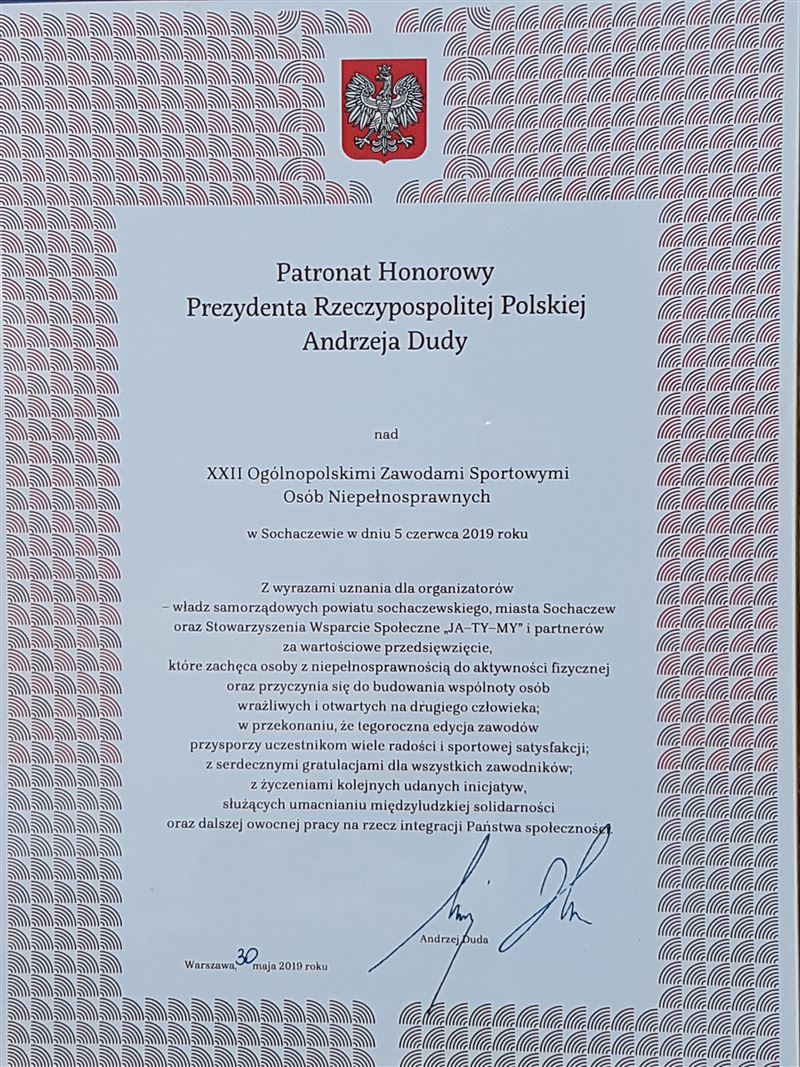 Patronat Honorowy
Prezydenta Rzeczypospolitej Polskiej
Andrzeja Dudy
nad
XXII Ogólnopolskimi Zawodami Sportowymi
Osób Niepełnosprawnych
w Sochaczewie w dniu 5 czerwca 2019 roku
Z wyrazami uznania dla organizatorów
– władz samorządowych powiatu sochaczewskiego, miasta Sochaczew
oraz Stowarzyszenia Wsparcie Społeczne „JA–TY–MY” i partnerów
za wartościowe przedsięwzięcie,
które zachęca osoby z niepełnosprawnością do aktywności fizycznej
oraz przyczynia się do budowania wspólnoty osób
wrażliwych i otwartych na drugiego człowieka;
w przekonaniu, że tegoroczna edycja zawodów
przysporzy uczestnikom wiele radości i sportowej satysfakcji;
z serdecznymi gratulacjami dla wszystkich zawodników;
z życzeniami kolejnych udanych inicjatyw,
służących umacnianiu międzyludzkiej solidarności
oraz dalszej owocnej pracy na rzecz integracji Państwa społeczności.
Andrzej Duda
Warszawa, 30 maja 2019 roku